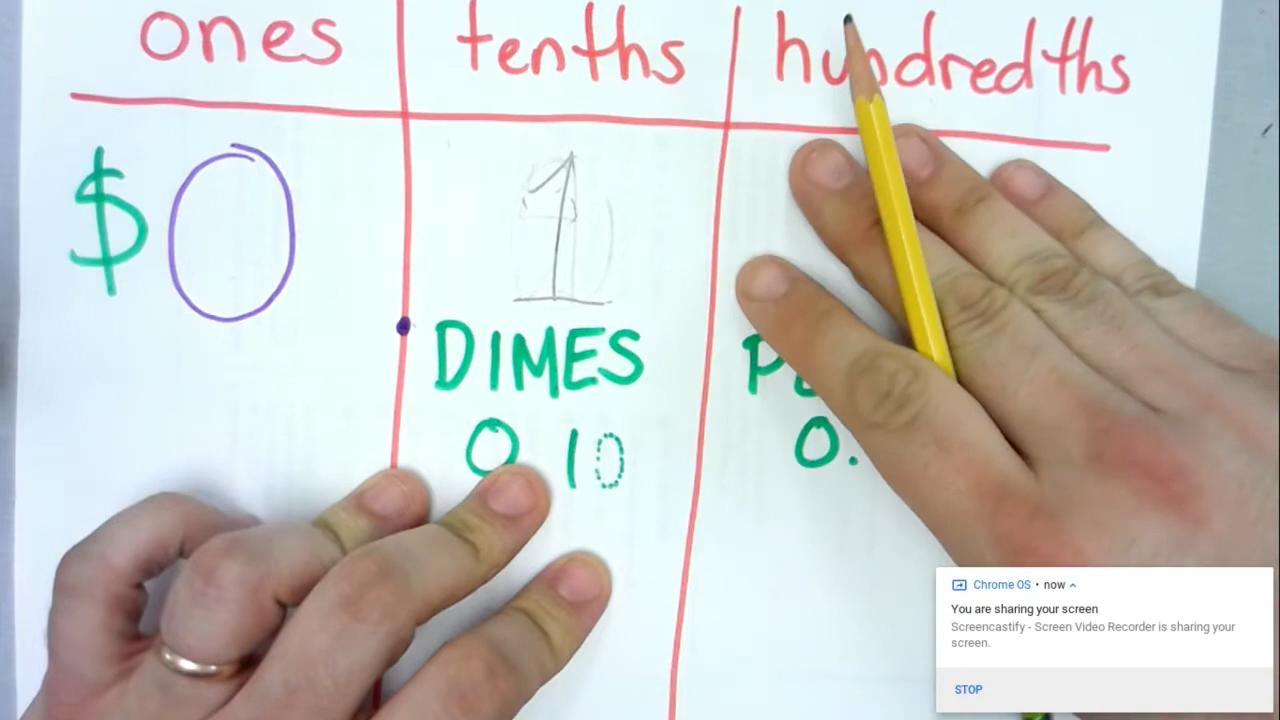 ones tenths hundredths
$ 0 1
DIMES
0 10 0.
Chrome OS • now
You are sharing your screen
Screencastify - Screen Video Recorder is sharing your
screen.
STOP